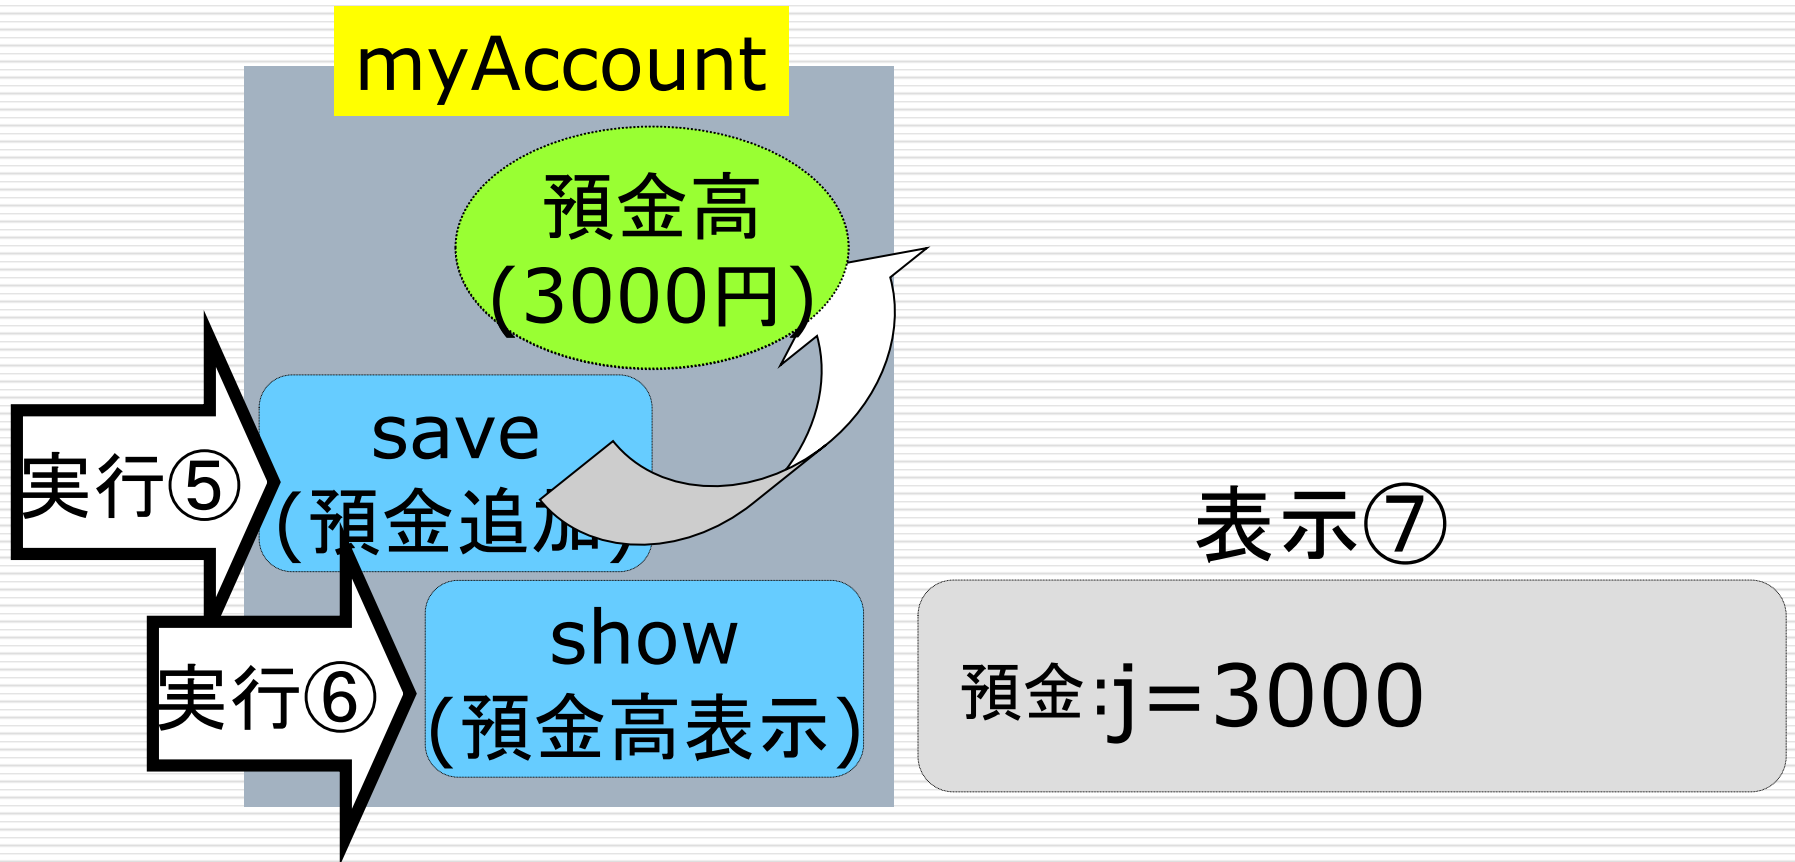 myAccount
預金高
(3000円)
実行⑤
save
(預金追加)
実行⑥
show
(預金高表示)
表示⑦
預金:j=3000